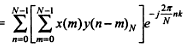 = \sum_{n=0}^{N-1} \left[ \sum_{m=0}^{N-1} x(m) y(n-m)_N \right] e^{-j\frac{2\pi}{N}nk}